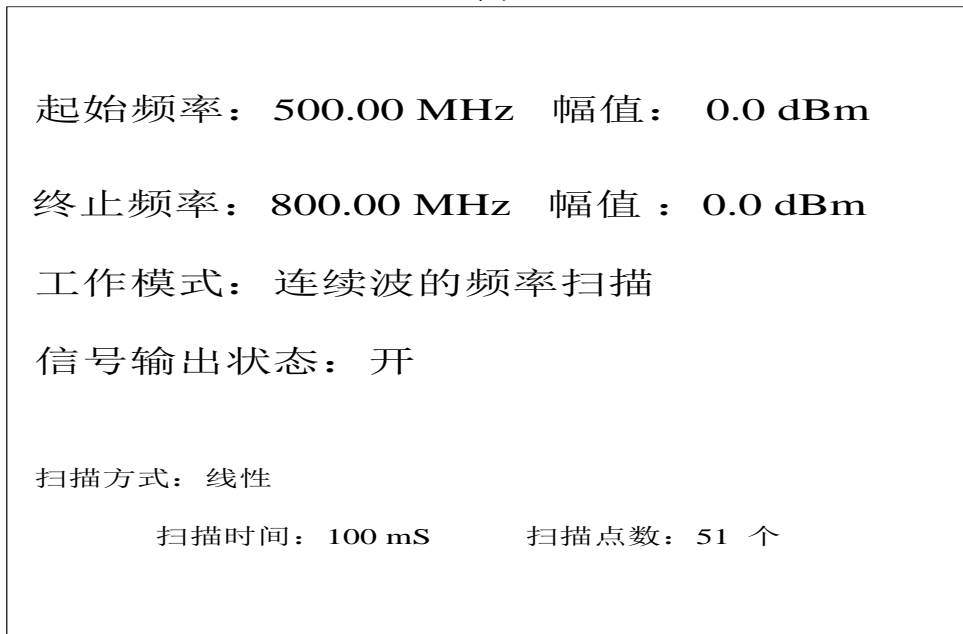 起始频率：500.00 MHz 幅值： 0.0 dBm
终止频率：800.00 MHz 幅值 ：0.0 dBm
工作模式：连续波的频率扫描
信号输出状态：开
扫描方式：线性
扫描时间：100 mS 扫描点数：51 个